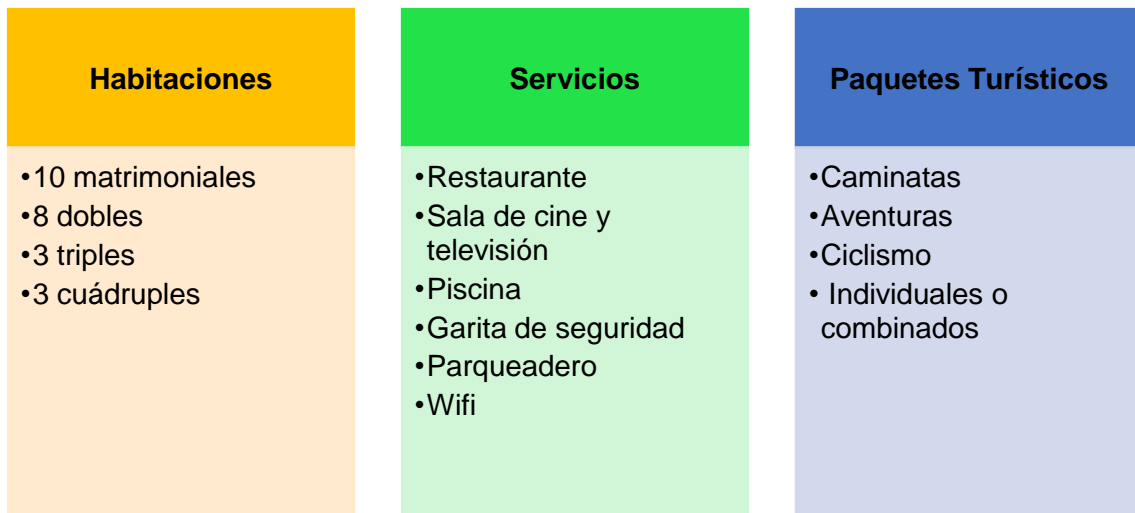 Habitaciones
•10 matrimoniales
•8 dobles
•3 triples
•3 cuádruples
Servicios
•Restaurante
•Sala de cine y
televisión
•Piscina
•Garita de seguridad
•Parqueadero
•Wifi
Paquetes Turísticos
•Caminatas
•Aventuras
•Ciclismo
• Individuales o
combinados